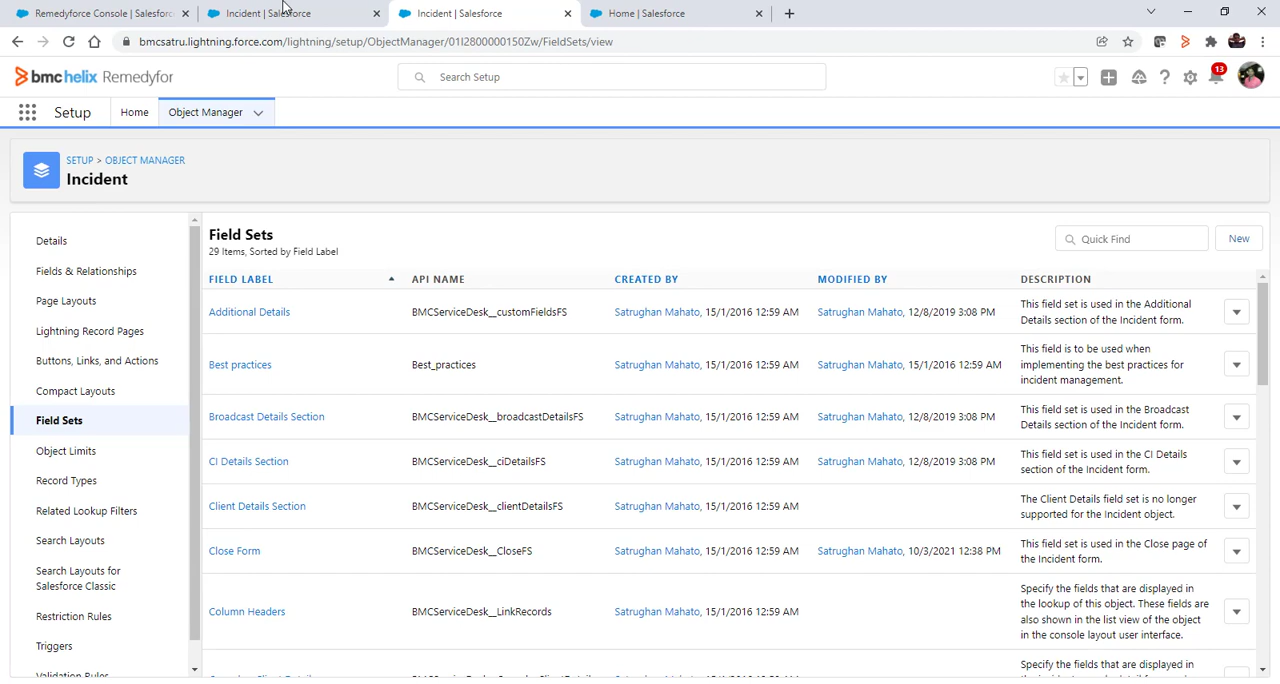 Remedyforce Console | Salesforc
Incident | Salesforce
Incident | Salesforce
Home | Salesforce
bmcsatru.lightning.force.com/lightning/setup/ObjectManager/01I2800000150Zw/FieldSets/view
bmchelix Remedyfor
Search Setup
13
Setup
Home
Object Manager
SETUP > OBJECT MANAGER
Incident
Details
Fields & Relationships
Page Layouts
Lightning Record Pages
Buttons, Links, and Actions
Compact Layouts
Field Sets
Object Limits
Record Types
Related Lookup Filters
Search Layouts
Search Layouts for
Salesforce Classic
Restriction Rules
Triggers
Validation Rules
Field Sets
29 Items, Sorted by Field Label
Quick Find
New
FIELD LABEL API NAME CREATED BY MODIFIED BY DESCRIPTION
Additional Details BMCServiceDesk__customFieldsFS Satrughan Mahato, 15/1/2016 12:59 AM Satrughan Mahato, 12/8/2019 3:08 PM This field set is used in the Additional
Details section of the Incident form.
Best practices Best_practices Satrughan Mahato, 15/1/2016 12:59 AM Satrughan Mahato, 15/1/2016 12:59 AM This field is to be used when
implementing the best practices for
incident management.
Broadcast Details Section BMCServiceDesk__broadcastDetailsFS Satrughan Mahato, 15/1/2016 12:59 AM Satrughan Mahato, 12/8/2019 3:08 PM This field set is used in the Broadcast
Details section of the Incident form.
CI Details Section BMCServiceDesk__ciDetailsFS Satrughan Mahato, 15/1/2016 12:59 AM Satrughan Mahato, 12/8/2019 3:08 PM This field set is used in the CI Details
section of the Incident form.
Client Details Section BMCServiceDesk__clientDetailsFS Satrughan Mahato, 15/1/2016 12:59 AM The Client Details field set is no longer
supported for the Incident object.
Close Form BMCServiceDesk__CloseFS Satrughan Mahato, 15/1/2016 12:59 AM Satrughan Mahato, 10/3/2021 12:38 PM This field set is used in the Close page of
the Incident form.
Column Headers BMCServiceDesk__LinkRecords Satrughan Mahato, 15/1/2016 12:59 AM Specify the fields that are displayed in
the lookup of this object. These fields are
also shown in the list view of the object
in the console layout user interface.
Specify the fields that are displayed in